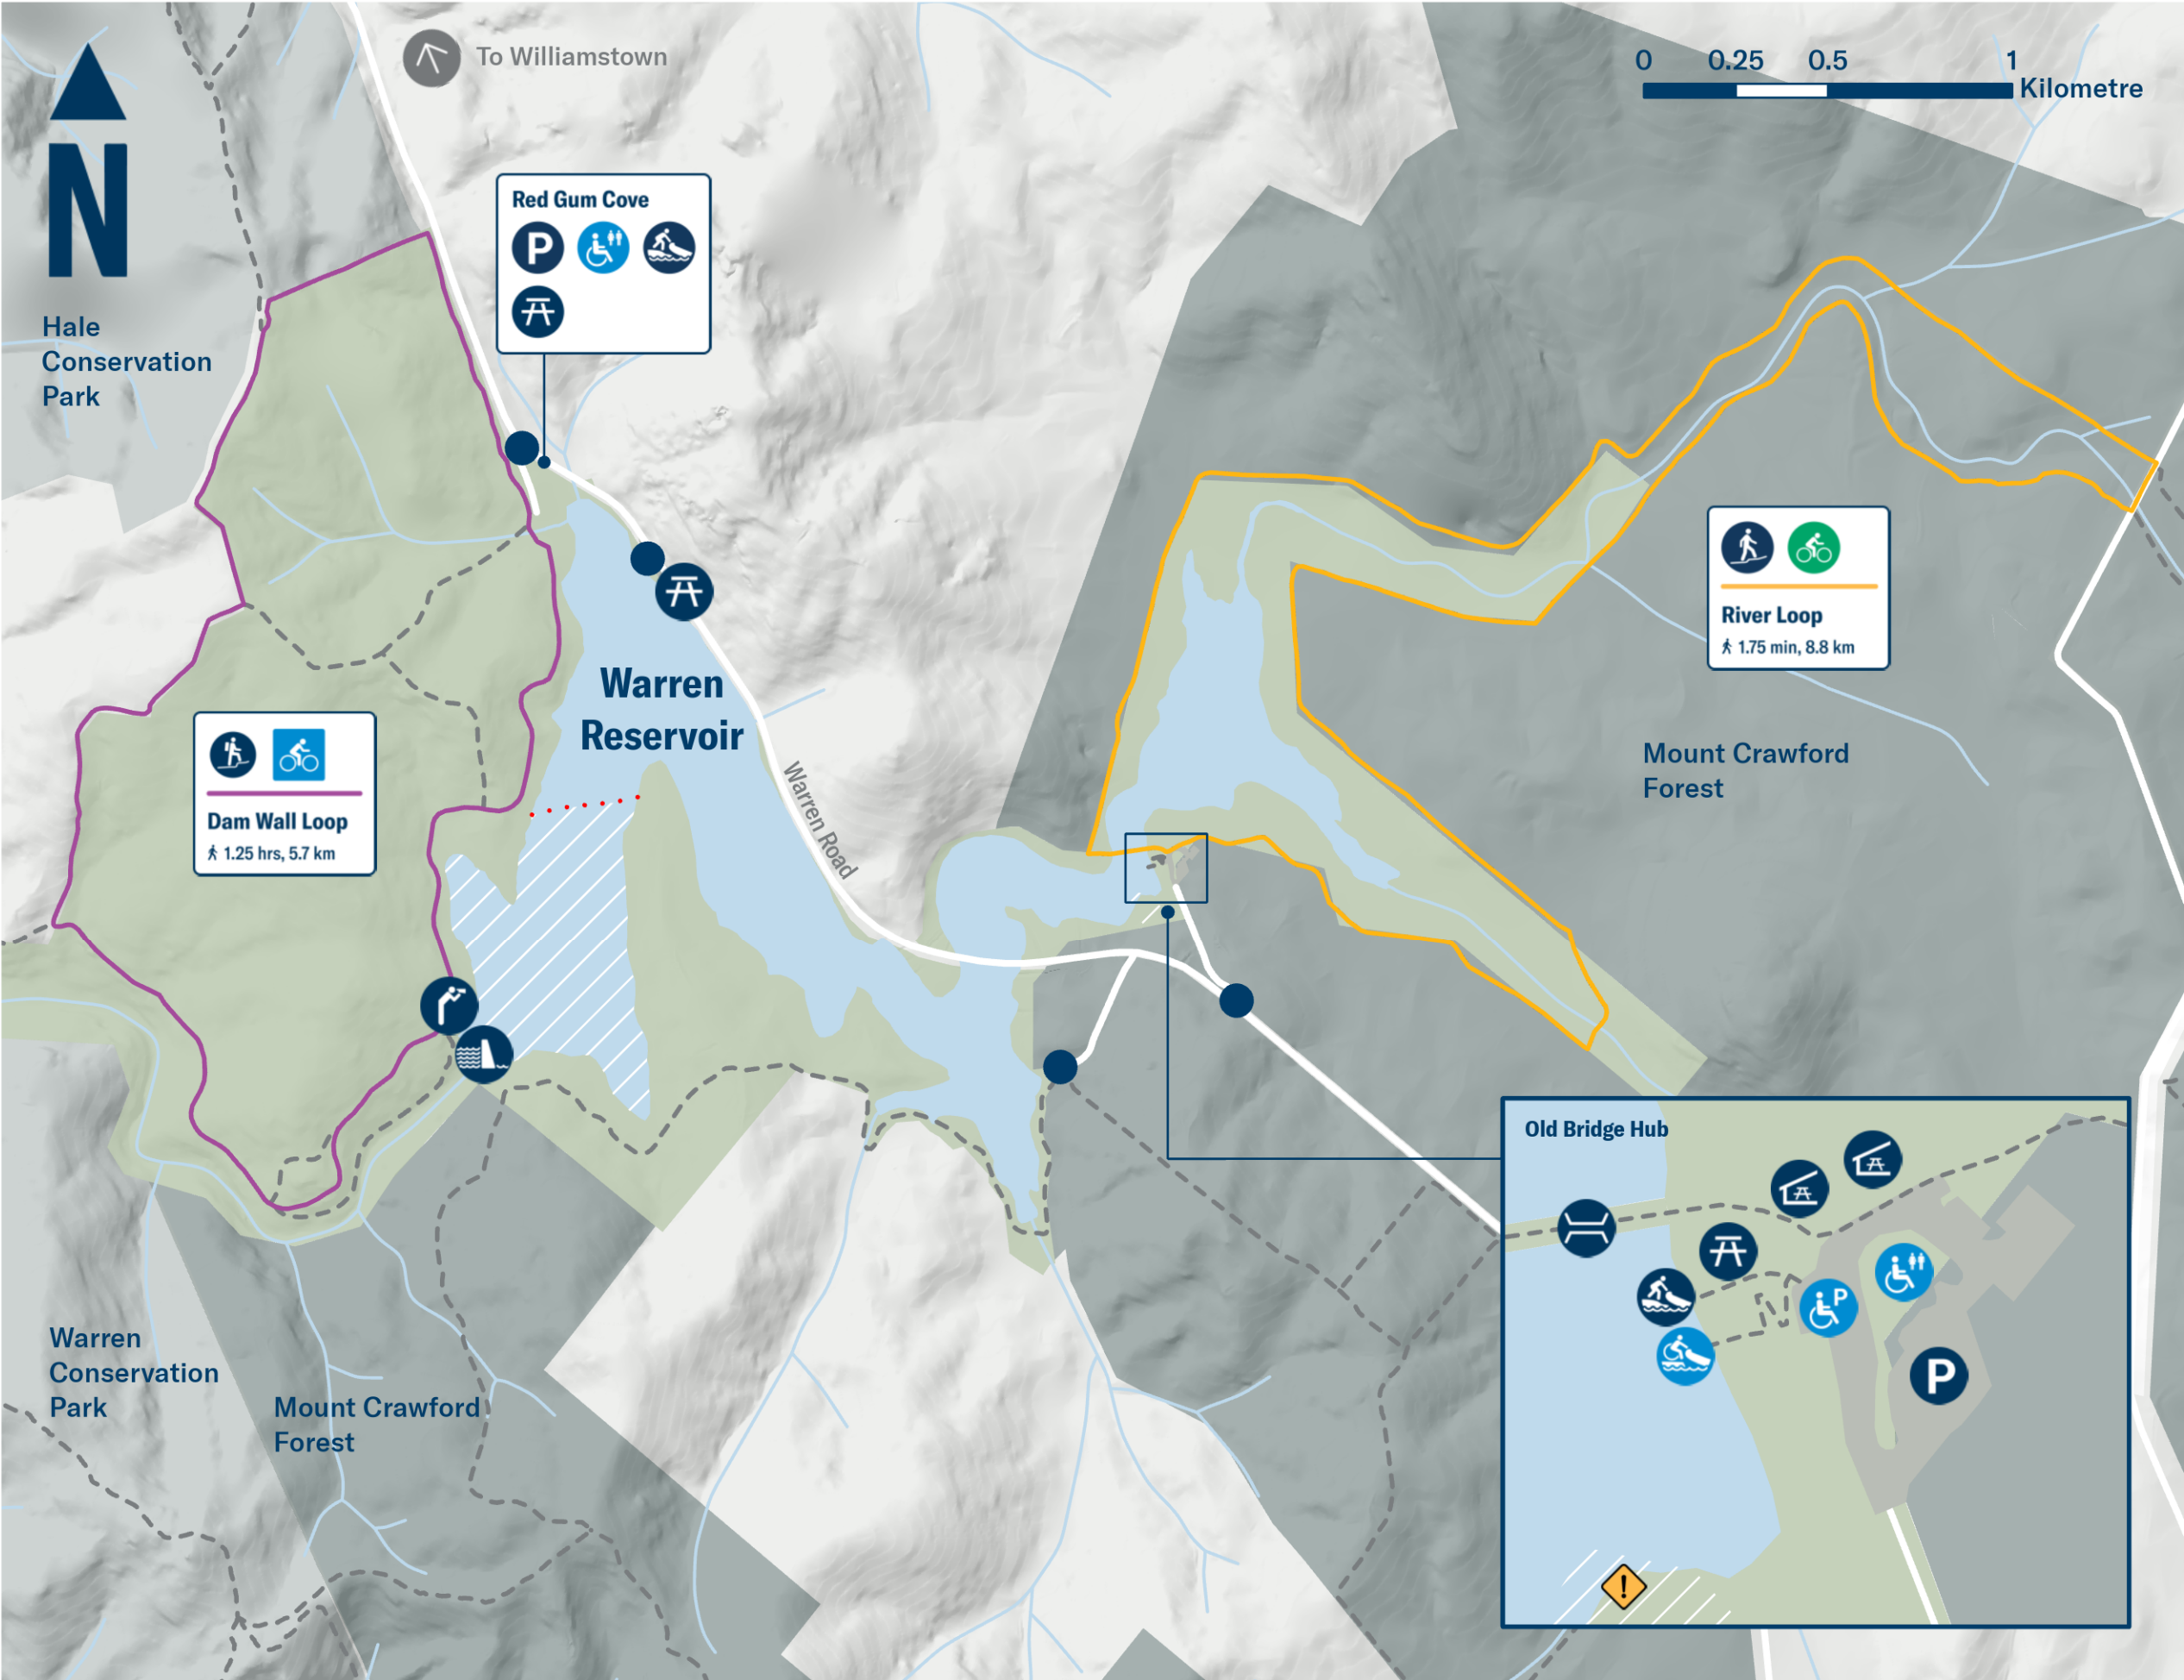 N
To Williamstown
0 0.25 0.5 1
Kilometre
Red Gum Cove
P
Hale
Conservation
Park
Warren
Reservoir
Warren Road
River Loop
1.75 min, 8.8 km
Dam Wall Loop
1.25 hrs, 5.7 km
Mount Crawford
Forest
Old Bridge Hub
P
P
!
Warren
Conservation
Park
Mount Crawford
Forest